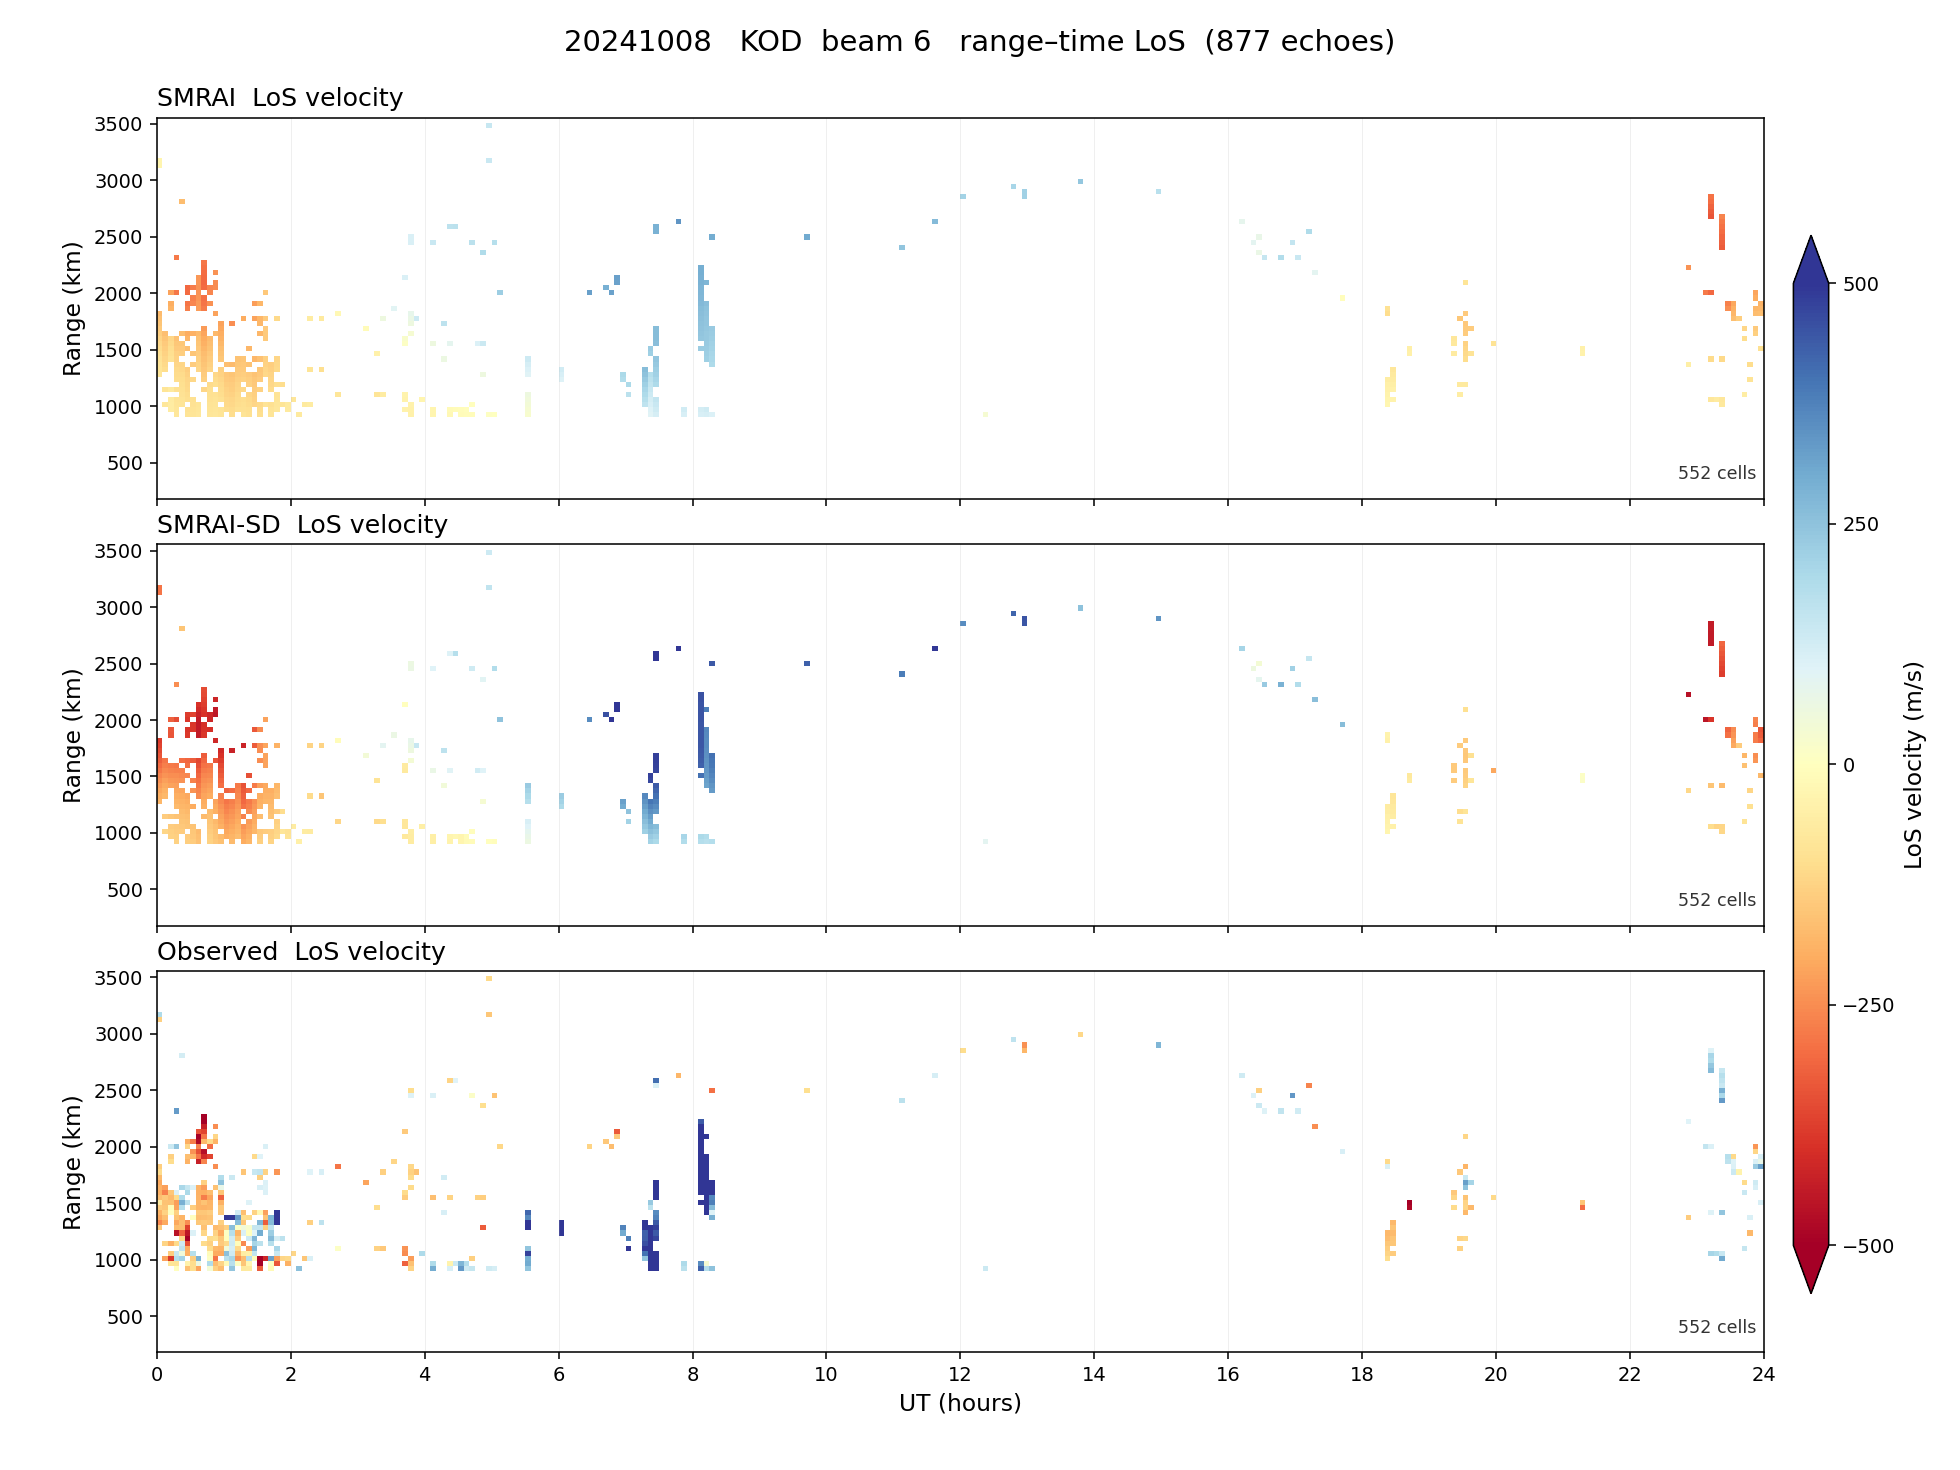 20241008   KOD  beam 6   range–time LoS  (877 echoes)
SMRAI  LoS velocity
3500
3000
2500
2000
1500
1000
500
Range (km)
552 cells
SMRAI-SD  LoS velocity
3500
3000
2500
2000
1500
1000
500
Range (km)
552 cells
Observed  LoS velocity
3500
3000
2500
2000
1500
1000
500
Range (km)
552 cells
0 2 4 6 8 10 12 14 16 18 20 22 24
UT (hours)
500
250
0
−250
−500
LoS velocity (m/s)